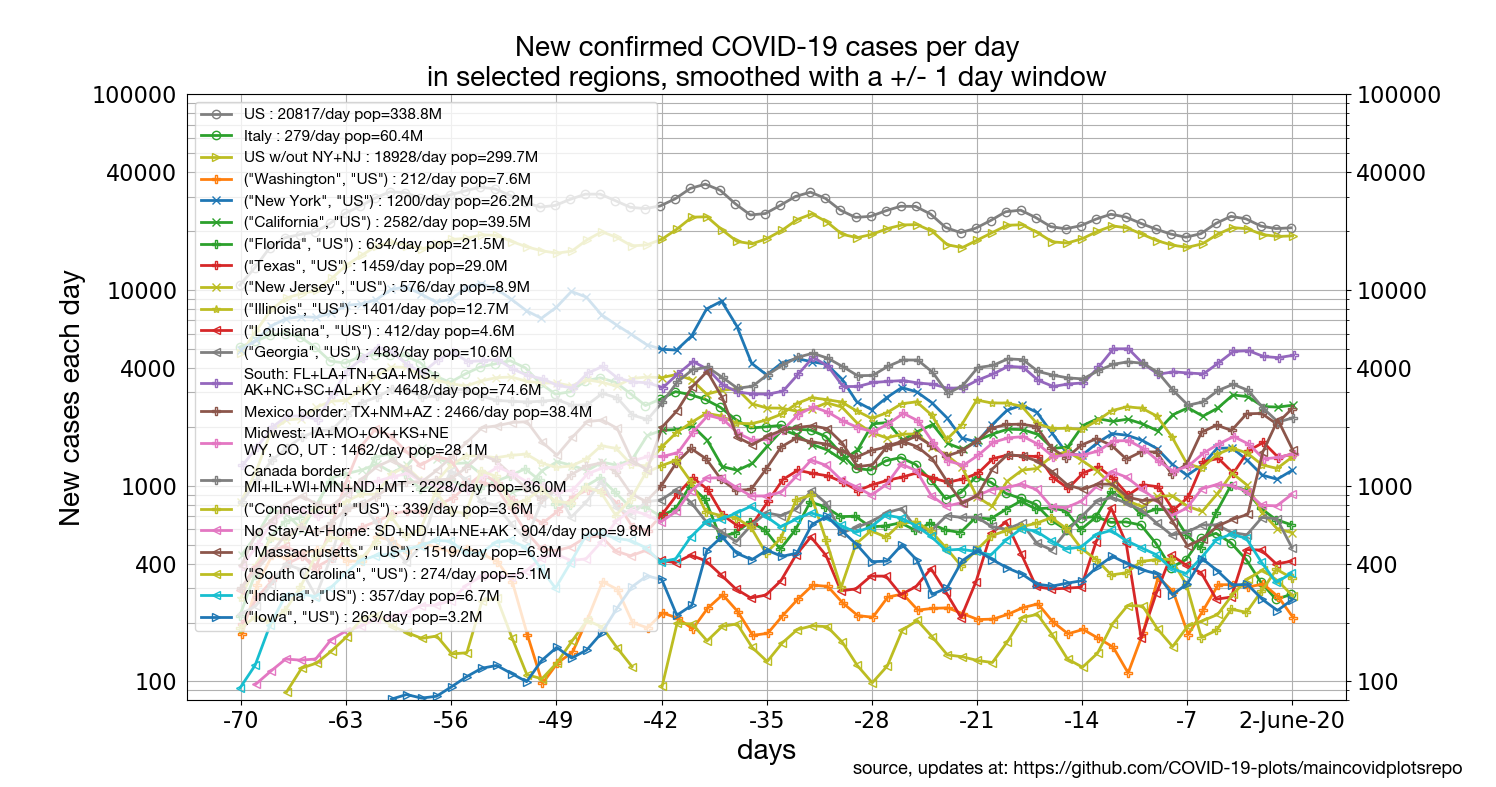 New confirmed COVID-19 cases per day
in selected regions, smoothed with a +/- 1 day window
New cases each day
100000
40000
10000
4000
1000
400
100
US : 20817/day pop=338.8M
Italy : 279/day pop=60.4M
US w/out NY+NJ : 18928/day pop=299.7M
("Washington", "US") : 212/day pop=7.6M
("New York", "US") : 1200/day pop=26.2M
("California", "US") : 2582/day pop=39.5M
("Florida", "US") : 634/day pop=21.5M
("Texas", "US") : 1459/day pop=29.0M
("New Jersey", "US") : 576/day pop=8.9M
("Illinois", "US") : 1401/day pop=12.7M
("Louisiana", "US") : 412/day pop=4.6M
("Georgia", "US") : 483/day pop=10.6M
South: FL+LA+TN+GA+MS+
AK+NC+SC+AL+KY : 4648/day pop=74.6M
Mexico border: TX+NM+AZ : 2466/day pop=38.4M
Midwest: IA+MO+OK+KS+NE
WY, CO, UT : 1462/day pop=28.1M
Canada border:
MI+IL+WI+MN+ND+MT : 2228/day pop=36.0M
("Connecticut", "US") : 339/day pop=3.6M
No Stay-At-Home: SD+ND+IA+NE+AK : 904/day pop=9.8M
("Massachusetts", "US") : 1519/day pop=6.9M
("South Carolina", "US") : 274/day pop=5.1M
("Indiana", "US") : 357/day pop=6.7M
("Iowa", "US") : 263/day pop=3.2M
100000
40000
10000
4000
1000
400
100
-70 -63 -56 -49 -42 -35 -28 -21 -14 -7 2-June-20
days
source, updates at: https://github.com/COVID-19-plots/maincovidplotsrepo